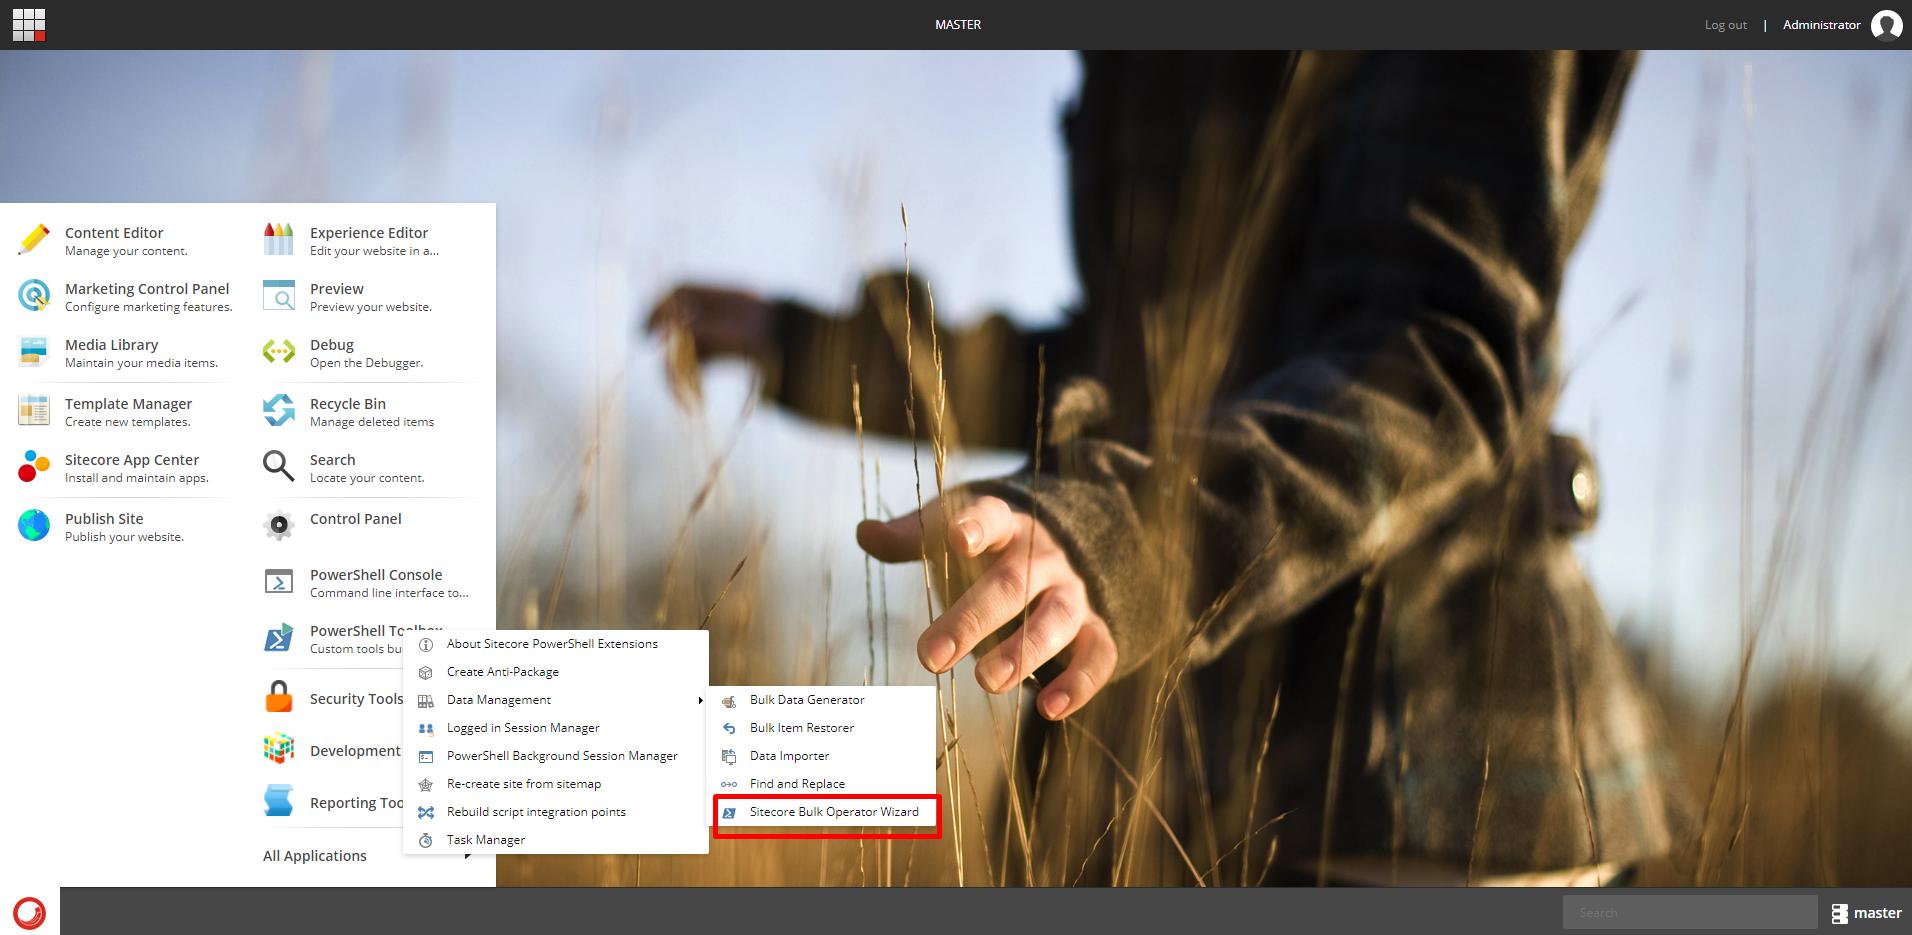 MASTER
Log out | Administrator
Content Editor
Manage your content.
Marketing Control Panel
Configure marketing features.
Media Library
Maintain your media items.
Template Manager
Create new templates.
Sitecore App Center
Install and maintain apps.
Publish Site
Publish your website.
Experience Editor
Edit your website in a...
Preview
Preview your website.
Debug
Open the Debugger.
Recycle Bin
Manage deleted items
Search
Locate your content.
Control Panel
PowerShell Console
Command line interface to...
PowerShell Toolbox
Custom tools bu
Security Tools
Development
Reporting Too
All Applications
About Sitecore PowerShell Extensions
Create Anti-Package
Data Management
Logged in Session Manager
PowerShell Background Session Manager
Re-create site from sitemap
Rebuild script integration points
Task Manager
Bulk Data Generator
Bulk Item Restorer
Data Importer
Find and Replace
Sitecore Bulk Operator Wizard
Search
master